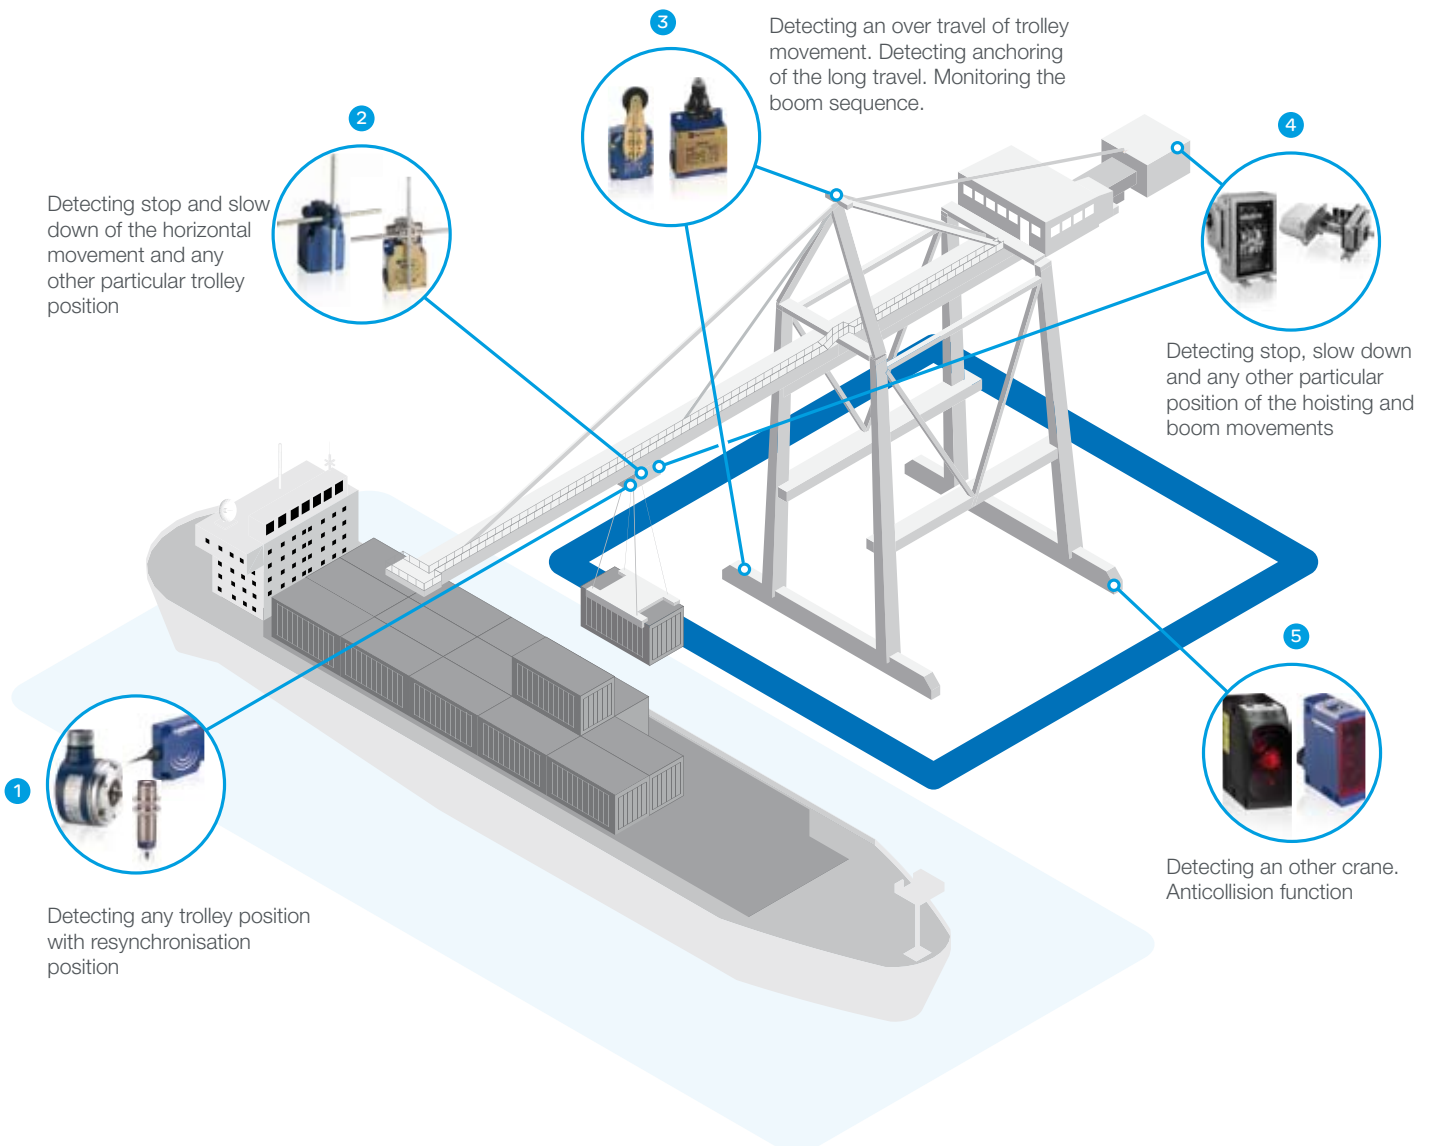 3
Detecting an over travel of trolley
movement. Detecting anchoring
of the long travel. Monitoring the
boom sequence.
2
Detecting stop and slow
down of the horizontal
movement and any
other particular trolley
position
4
Detecting stop, slow down
and any other particular
position of the hoisting and
boom movements
5
Detecting an other crane.
Anticollision function
1
Detecting any trolley position
with resynchronisation
position